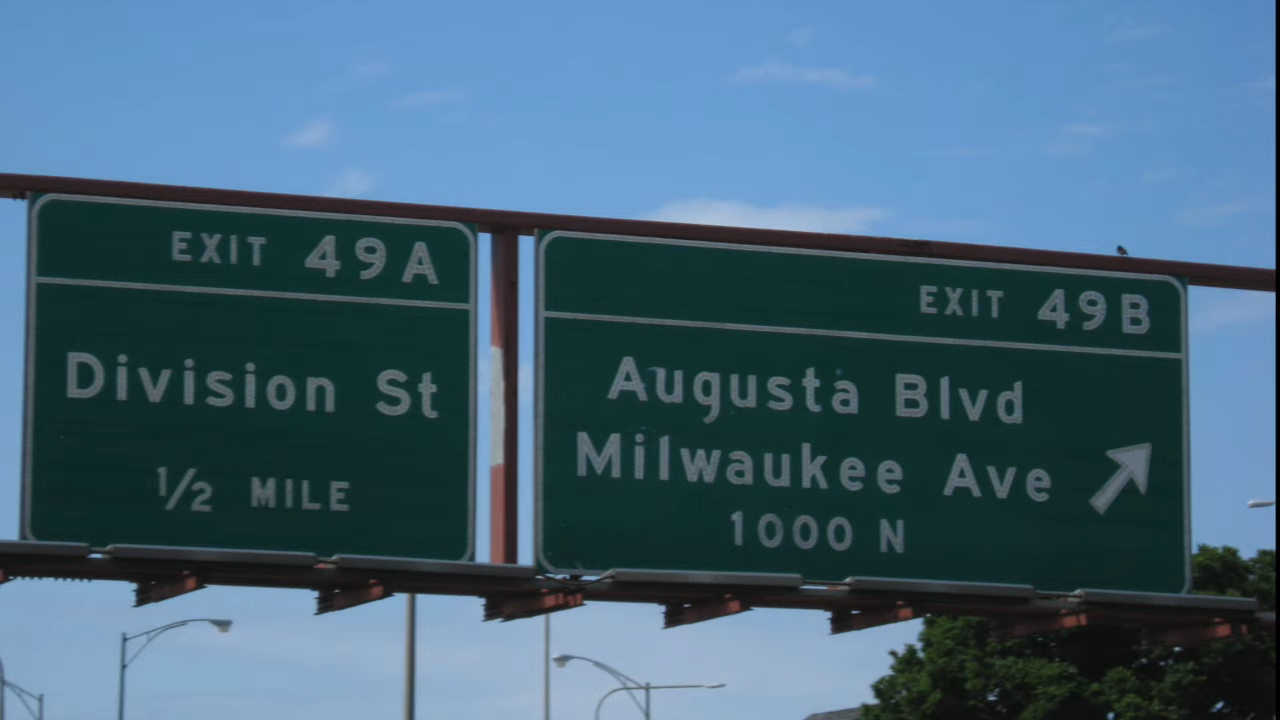 EXIT 49A
Division St
½ MILE
EXIT 49B
Augusta Blvd
Milwaukee Ave
1000 N